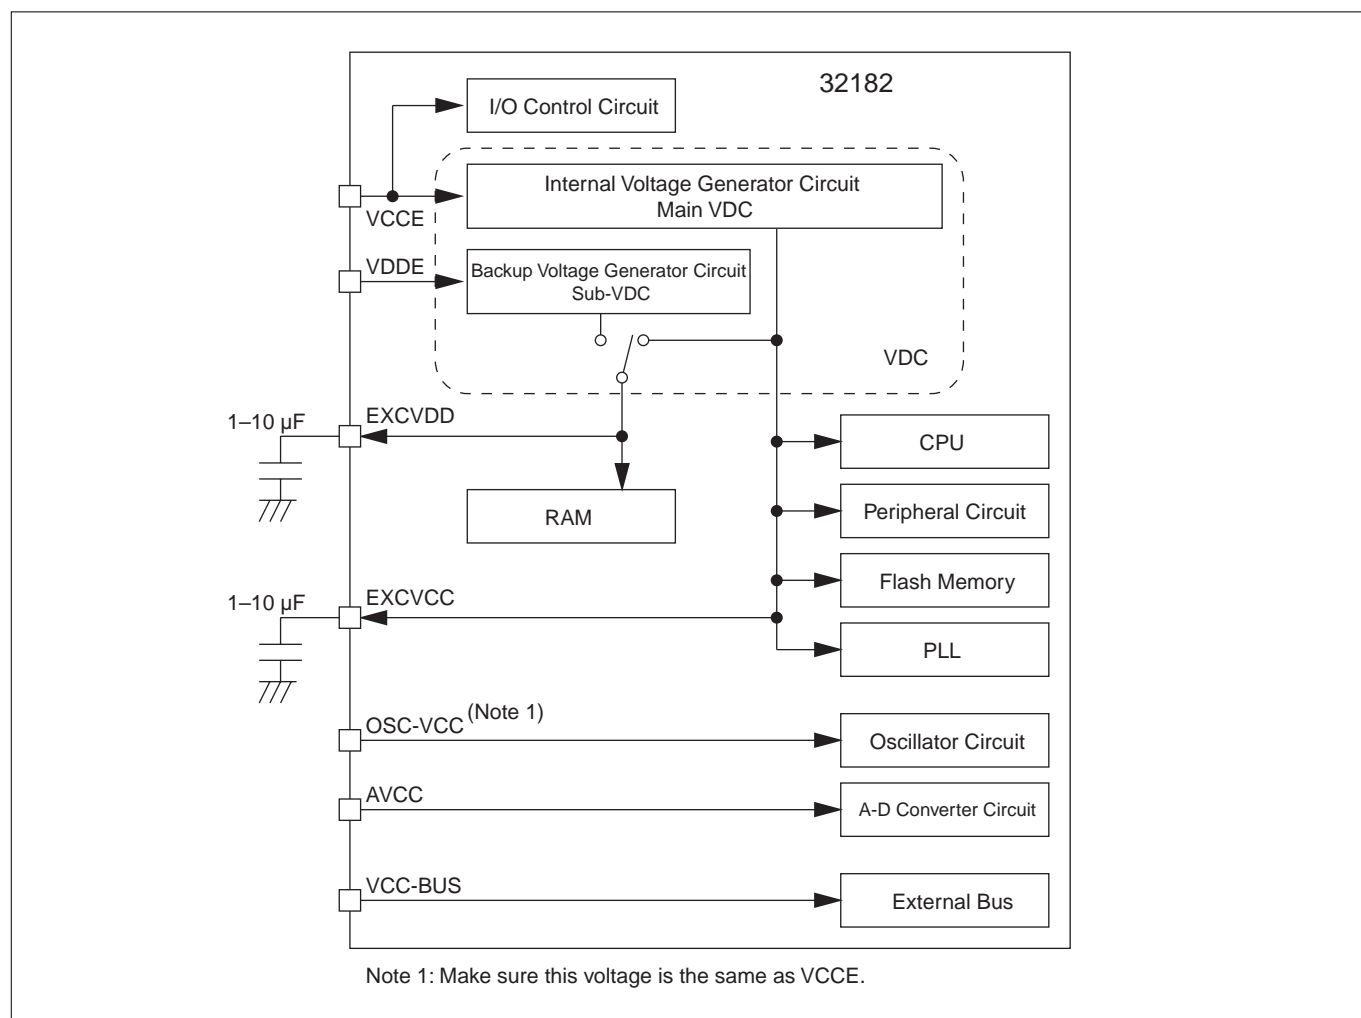 32182
I/O Control Circuit
Internal Voltage Generator Circuit
Main VDC
VCCE
VDDE
Backup Voltage Generator Circuit
Sub-VDC
VDC
1–10 µF
EXCVDD
CPU
RAM
Peripheral Circuit
Flash Memory
1–10 µF
EXCVCC
PLL
OSC-VCC (Note 1)
Oscillator Circuit
AVCC
A-D Converter Circuit
VCC-BUS
External Bus
Note 1: Make sure this voltage is the same as VCCE.